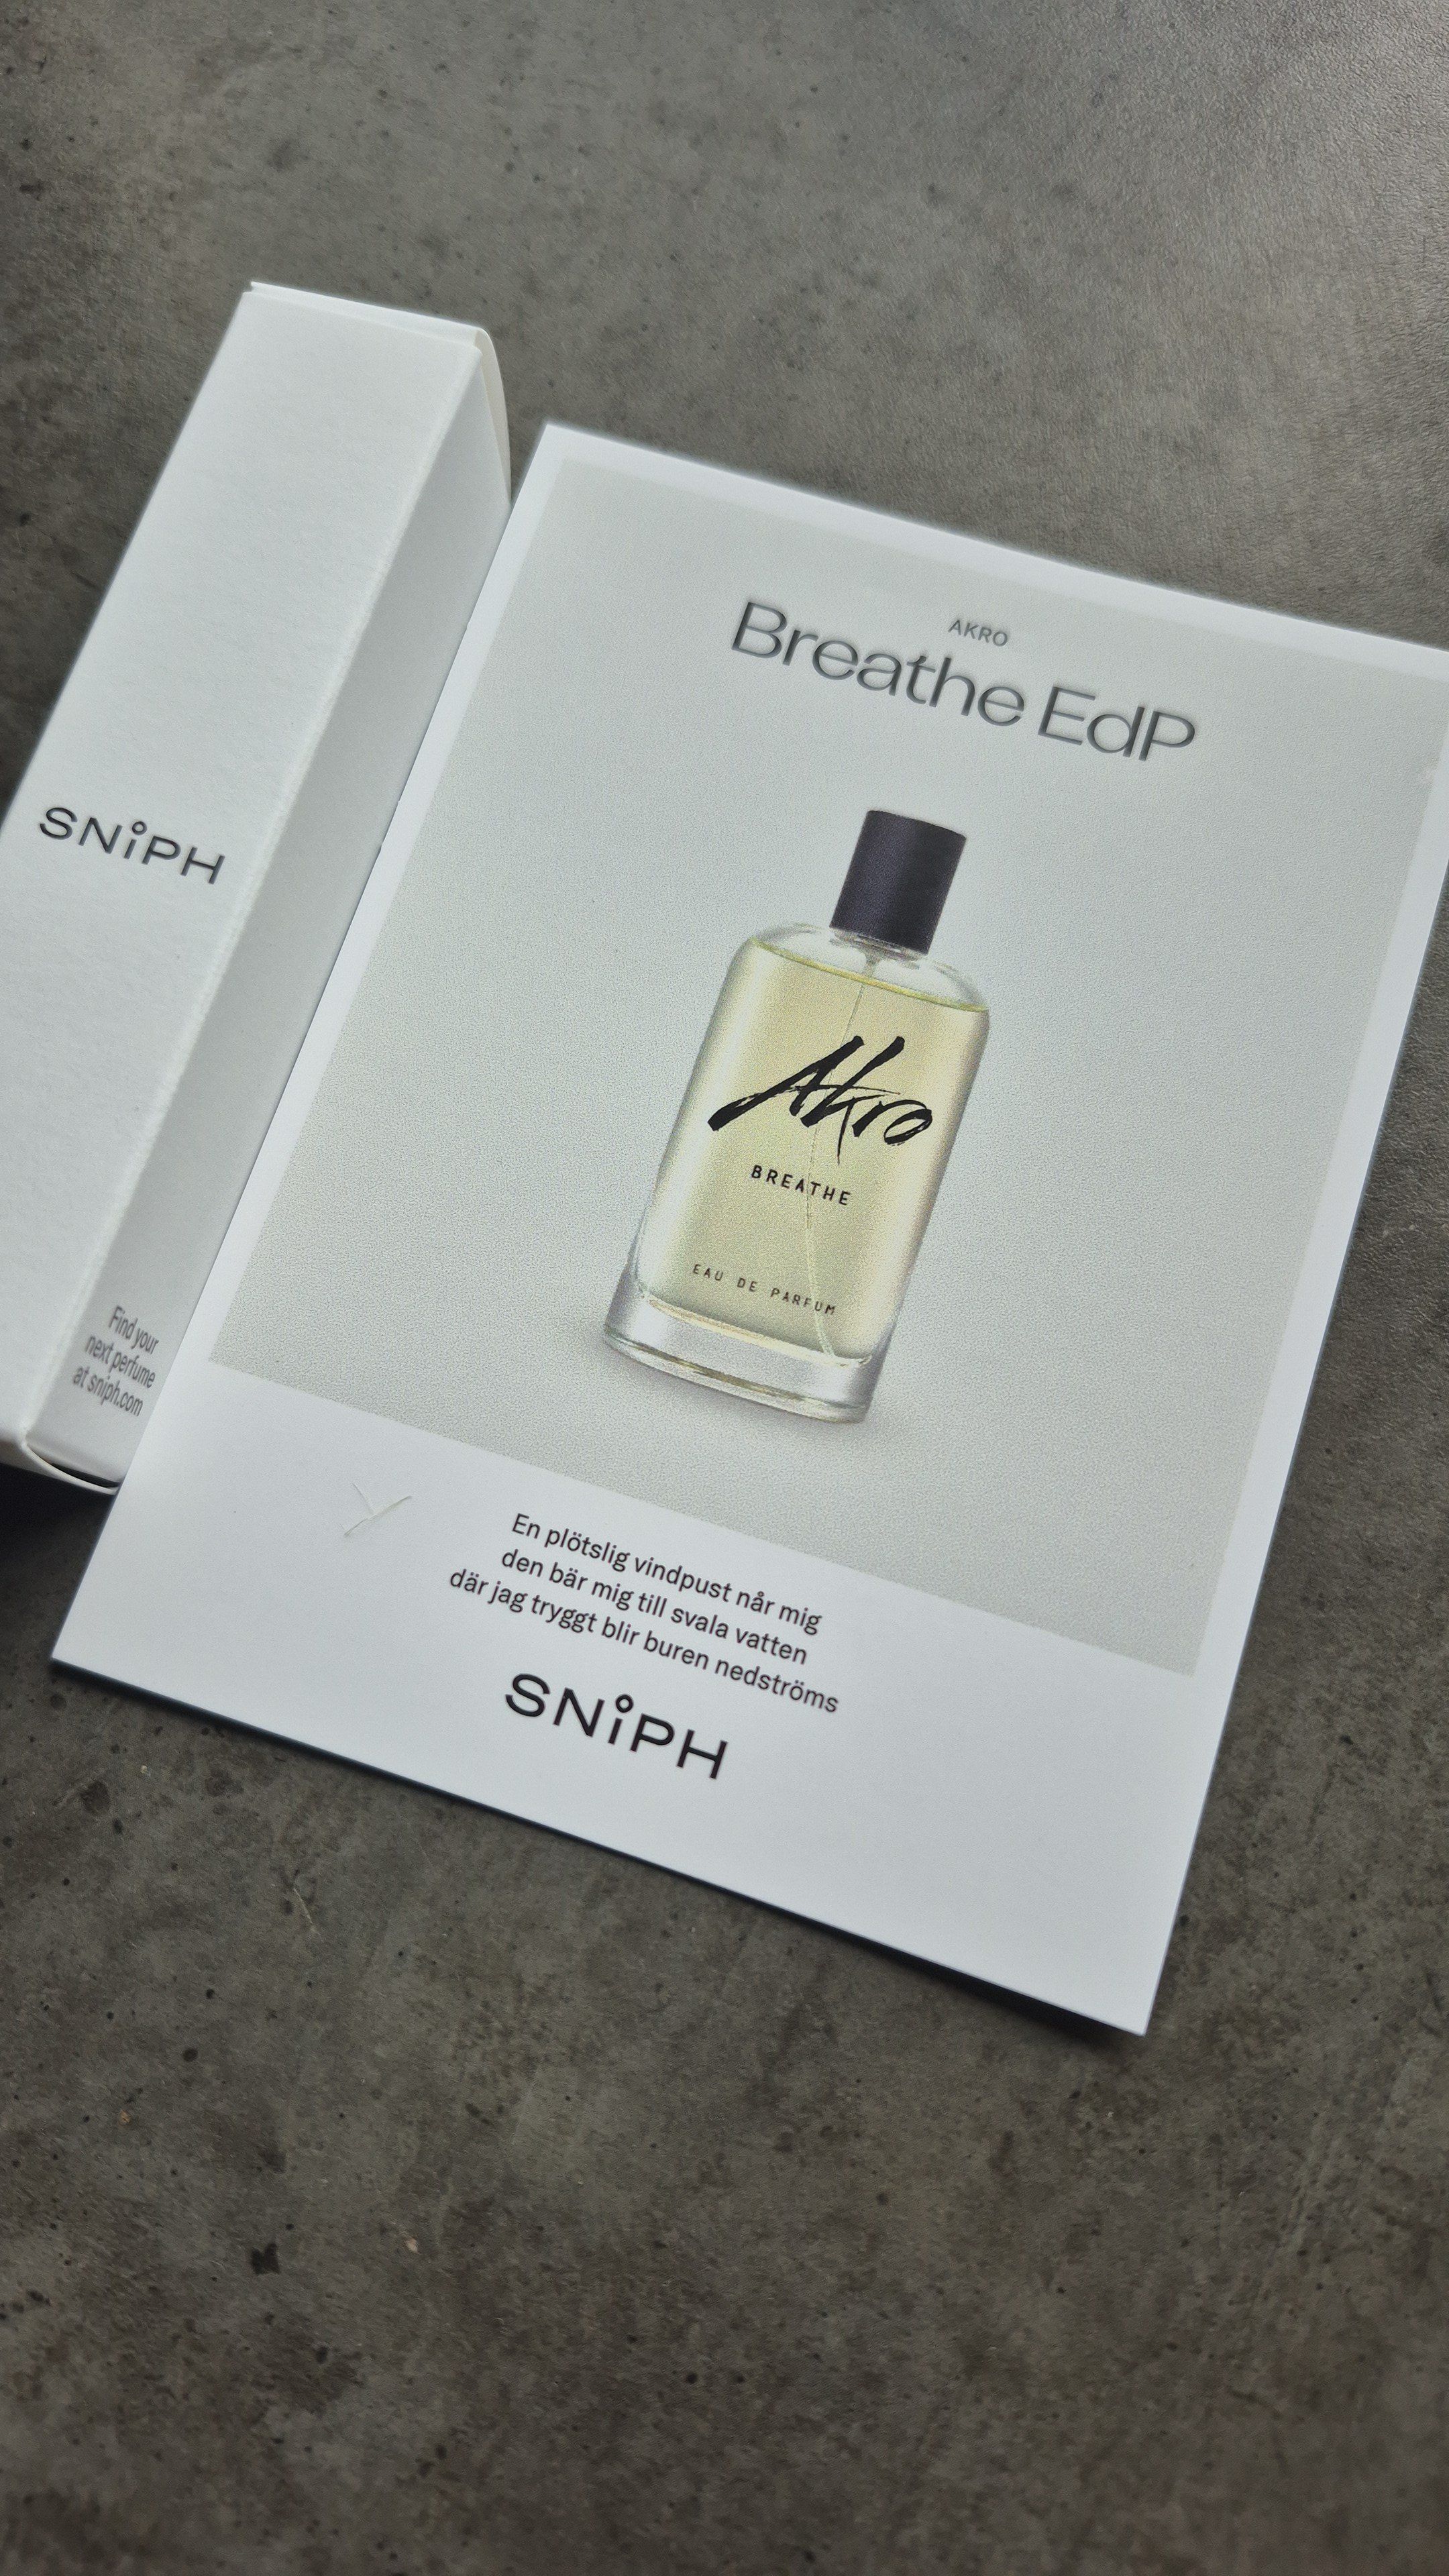 SNiPH
Find your
next perfume
at sniph.com
AKRO
Breathe EdP
Akro
BREATHE
EAU DE PARFUM
En plötslig vindpust når mig
den bär mig till svala vatten
där jag tryggt blir buren nedströms
SNiPH